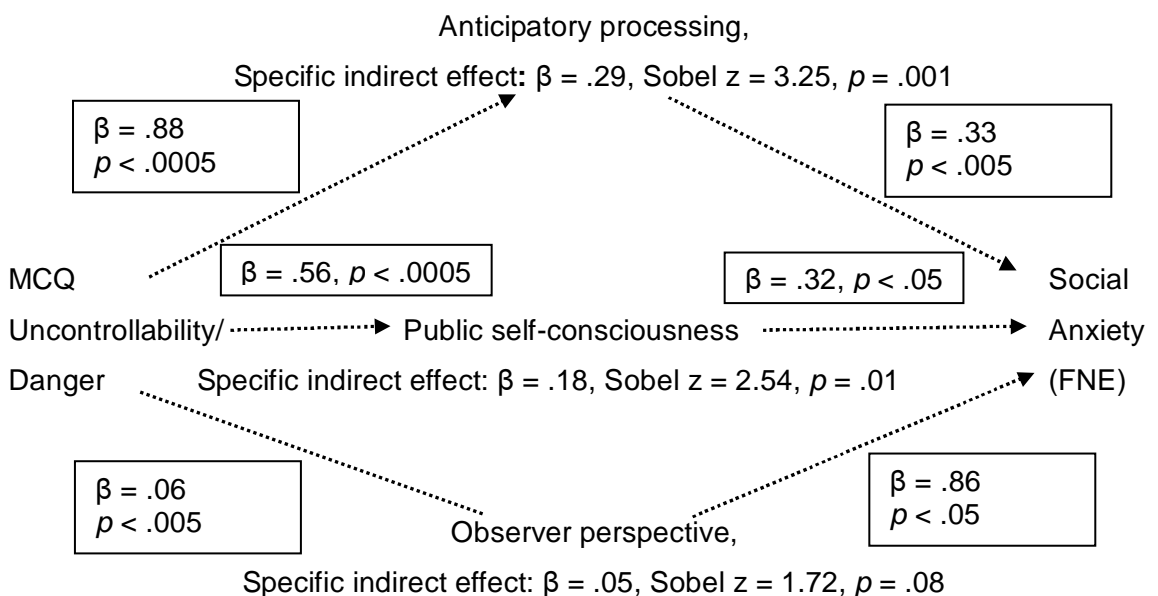 Anticipatory processing,
Specific indirect effect: β = .29, Sobel z = 3.25, p = .001
β = .88
p < .0005
β = .33
p < .005
MCQ
β = .56, p < .0005
β = .32, p < .05
Social
Uncontrollability/
Public self-consciousness
Anxiety
Danger
Specific indirect effect: β = .18, Sobel z = 2.54, p = .01
(FNE)
β = .06
p < .005
β = .86
p < .05
Observer perspective,
Specific indirect effect: β = .05, Sobel z = 1.72, p = .08